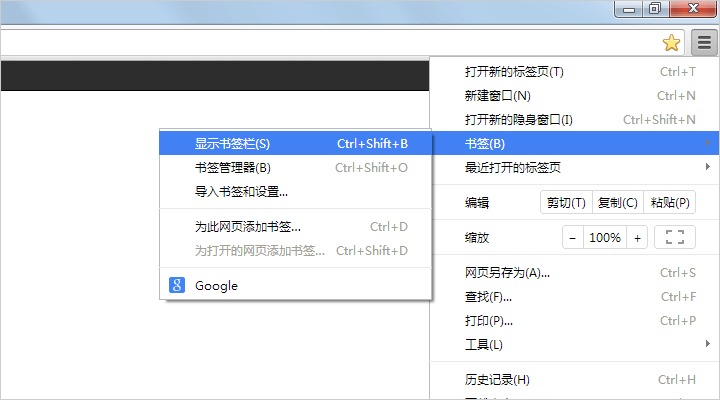 打开新的标签页(T) Ctrl+T
新建窗口(N) Ctrl+N
打开新的隐身窗口(I) Ctrl+Shift+N
书签(B)
最近打开的标签页
编辑 剪切(T) 复制(C) 粘贴(P)
缩放 − 100% +
网页另存为(A)... Ctrl+S
查找(F)... Ctrl+F
打印(P)... Ctrl+P
工具(L)
历史记录(H) Ctrl+H
显示书签栏(S) Ctrl+Shift+B
书签管理器(B) Ctrl+Shift+O
导入书签和设置...
为此网页添加书签... Ctrl+D
为打开的网页添加书签... Ctrl+Shift+D
Google